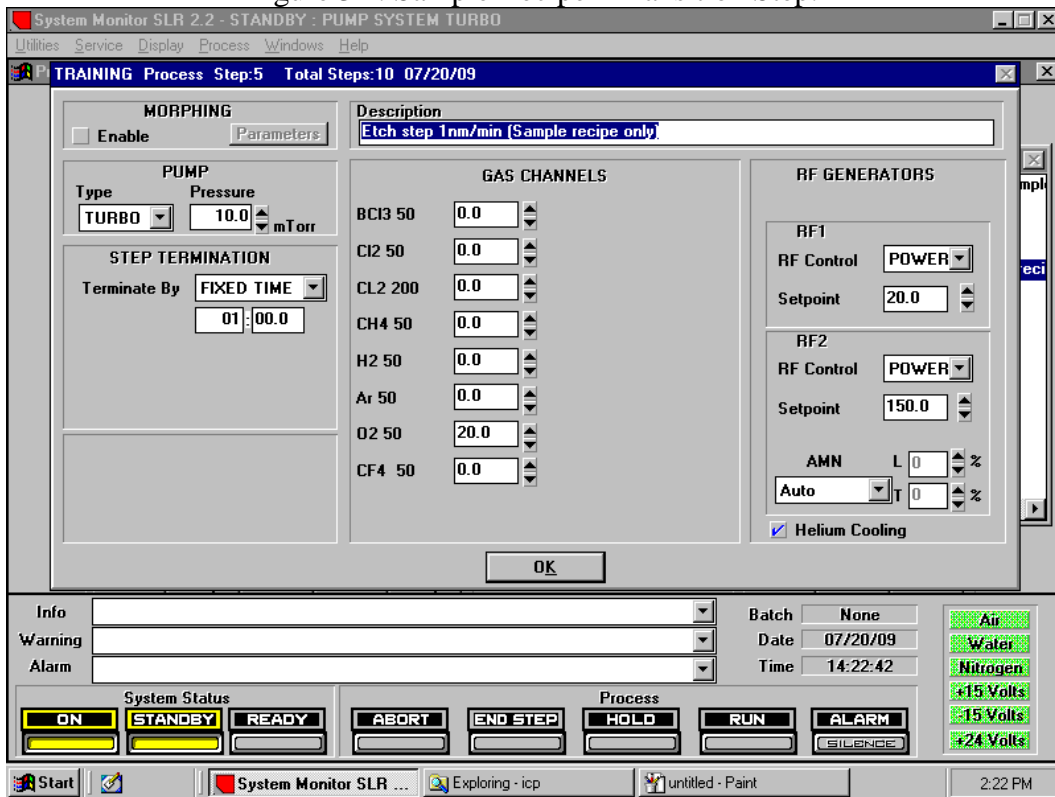 System Monitor SLR 2.2 - STANDBY : PUMP SYSTEM TURBO
Utilities Service Display Process Windows Help
TRAINING Process Step:5 Total Steps:10 07/20/09
MORPHING
Enable Parameters
Description
Etch step 1nm/min (Sample recipe only)
PUMP
Type Pressure
TURBO 10.0 mTorr
STEP TERMINATION
Terminate By FIXED TIME
01 : 00.0
GAS CHANNELS
BCl3 50 0.0
Cl2 50 0.0
CL2 200 0.0
CH4 50 0.0
H2 50 0.0
Ar 50 0.0
O2 50 20.0
CF4 50 0.0
RF GENERATORS
RF1
RF Control POWER
Setpoint 20.0
RF2
RF Control POWER
Setpoint 150.0
AMN L 0 %
Auto T 0 %
Helium Cooling
OK
Info
Warning
Alarm
Batch None
Date 07/20/09
Time 14:22:42
Air
Water
Nitrogen
+15 Volts
-15 Volts
+24 Volts
System Status
ON STANDBY READY
Process
ABORT END STEP HOLD RUN ALARM
SILENCE
Start System Monitor SLR ... Exploring - icp untitled - Paint 2:22 PM